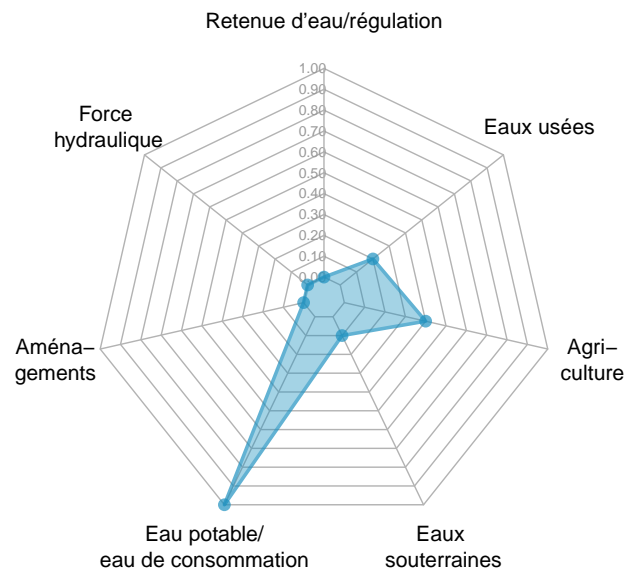 Retenue d'eau/régulation
1.00
0.90
0.80
0.70
0.60
0.50
0.40
0.30
0.20
0.10
0.00
Force
hydraulique
Eaux usées
Aména–
gements
Agri–
culture
Eau potable/
eau de consommation
Eaux
souterraines